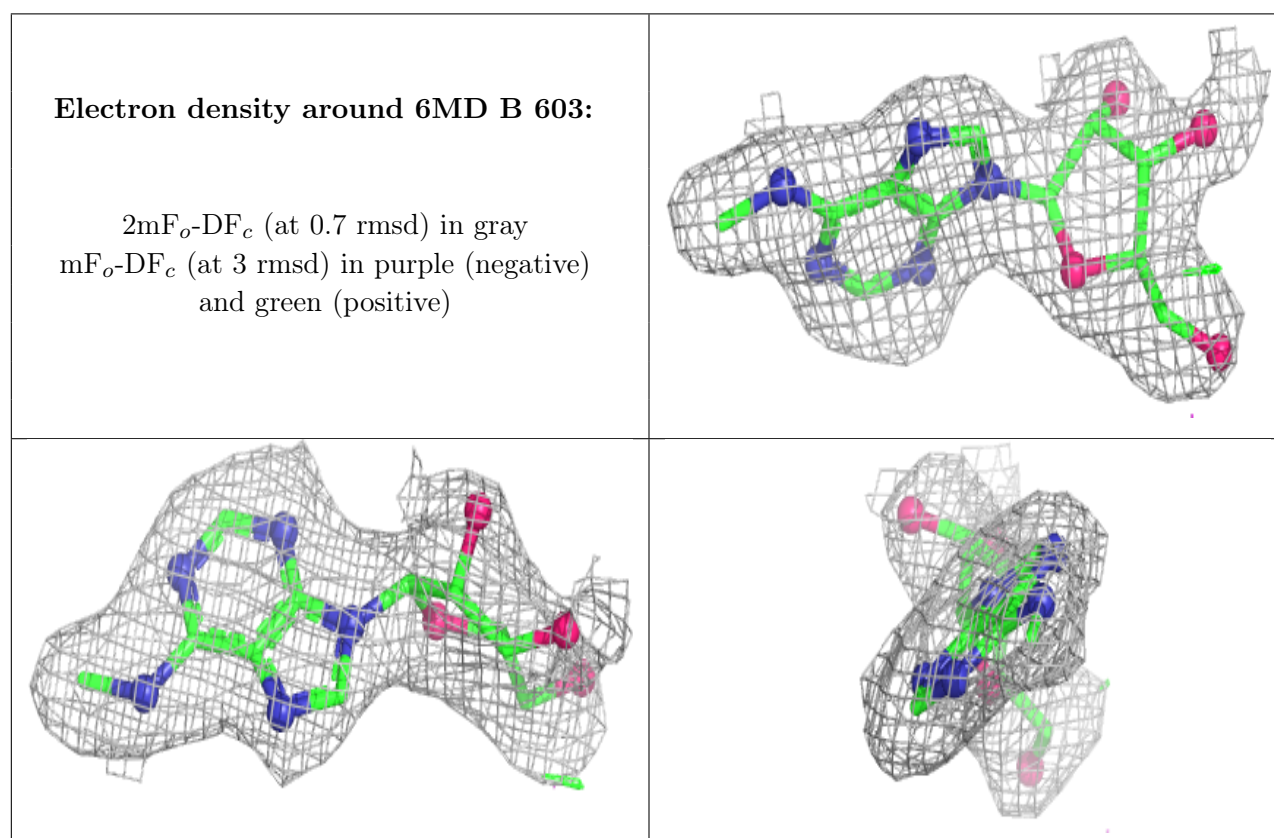 Electron density around 6MD B 603:
2mFo-DFc (at 0.7 rmsd) in gray
mFo-DFc (at 3 rmsd) in purple (negative)
and green (positive)